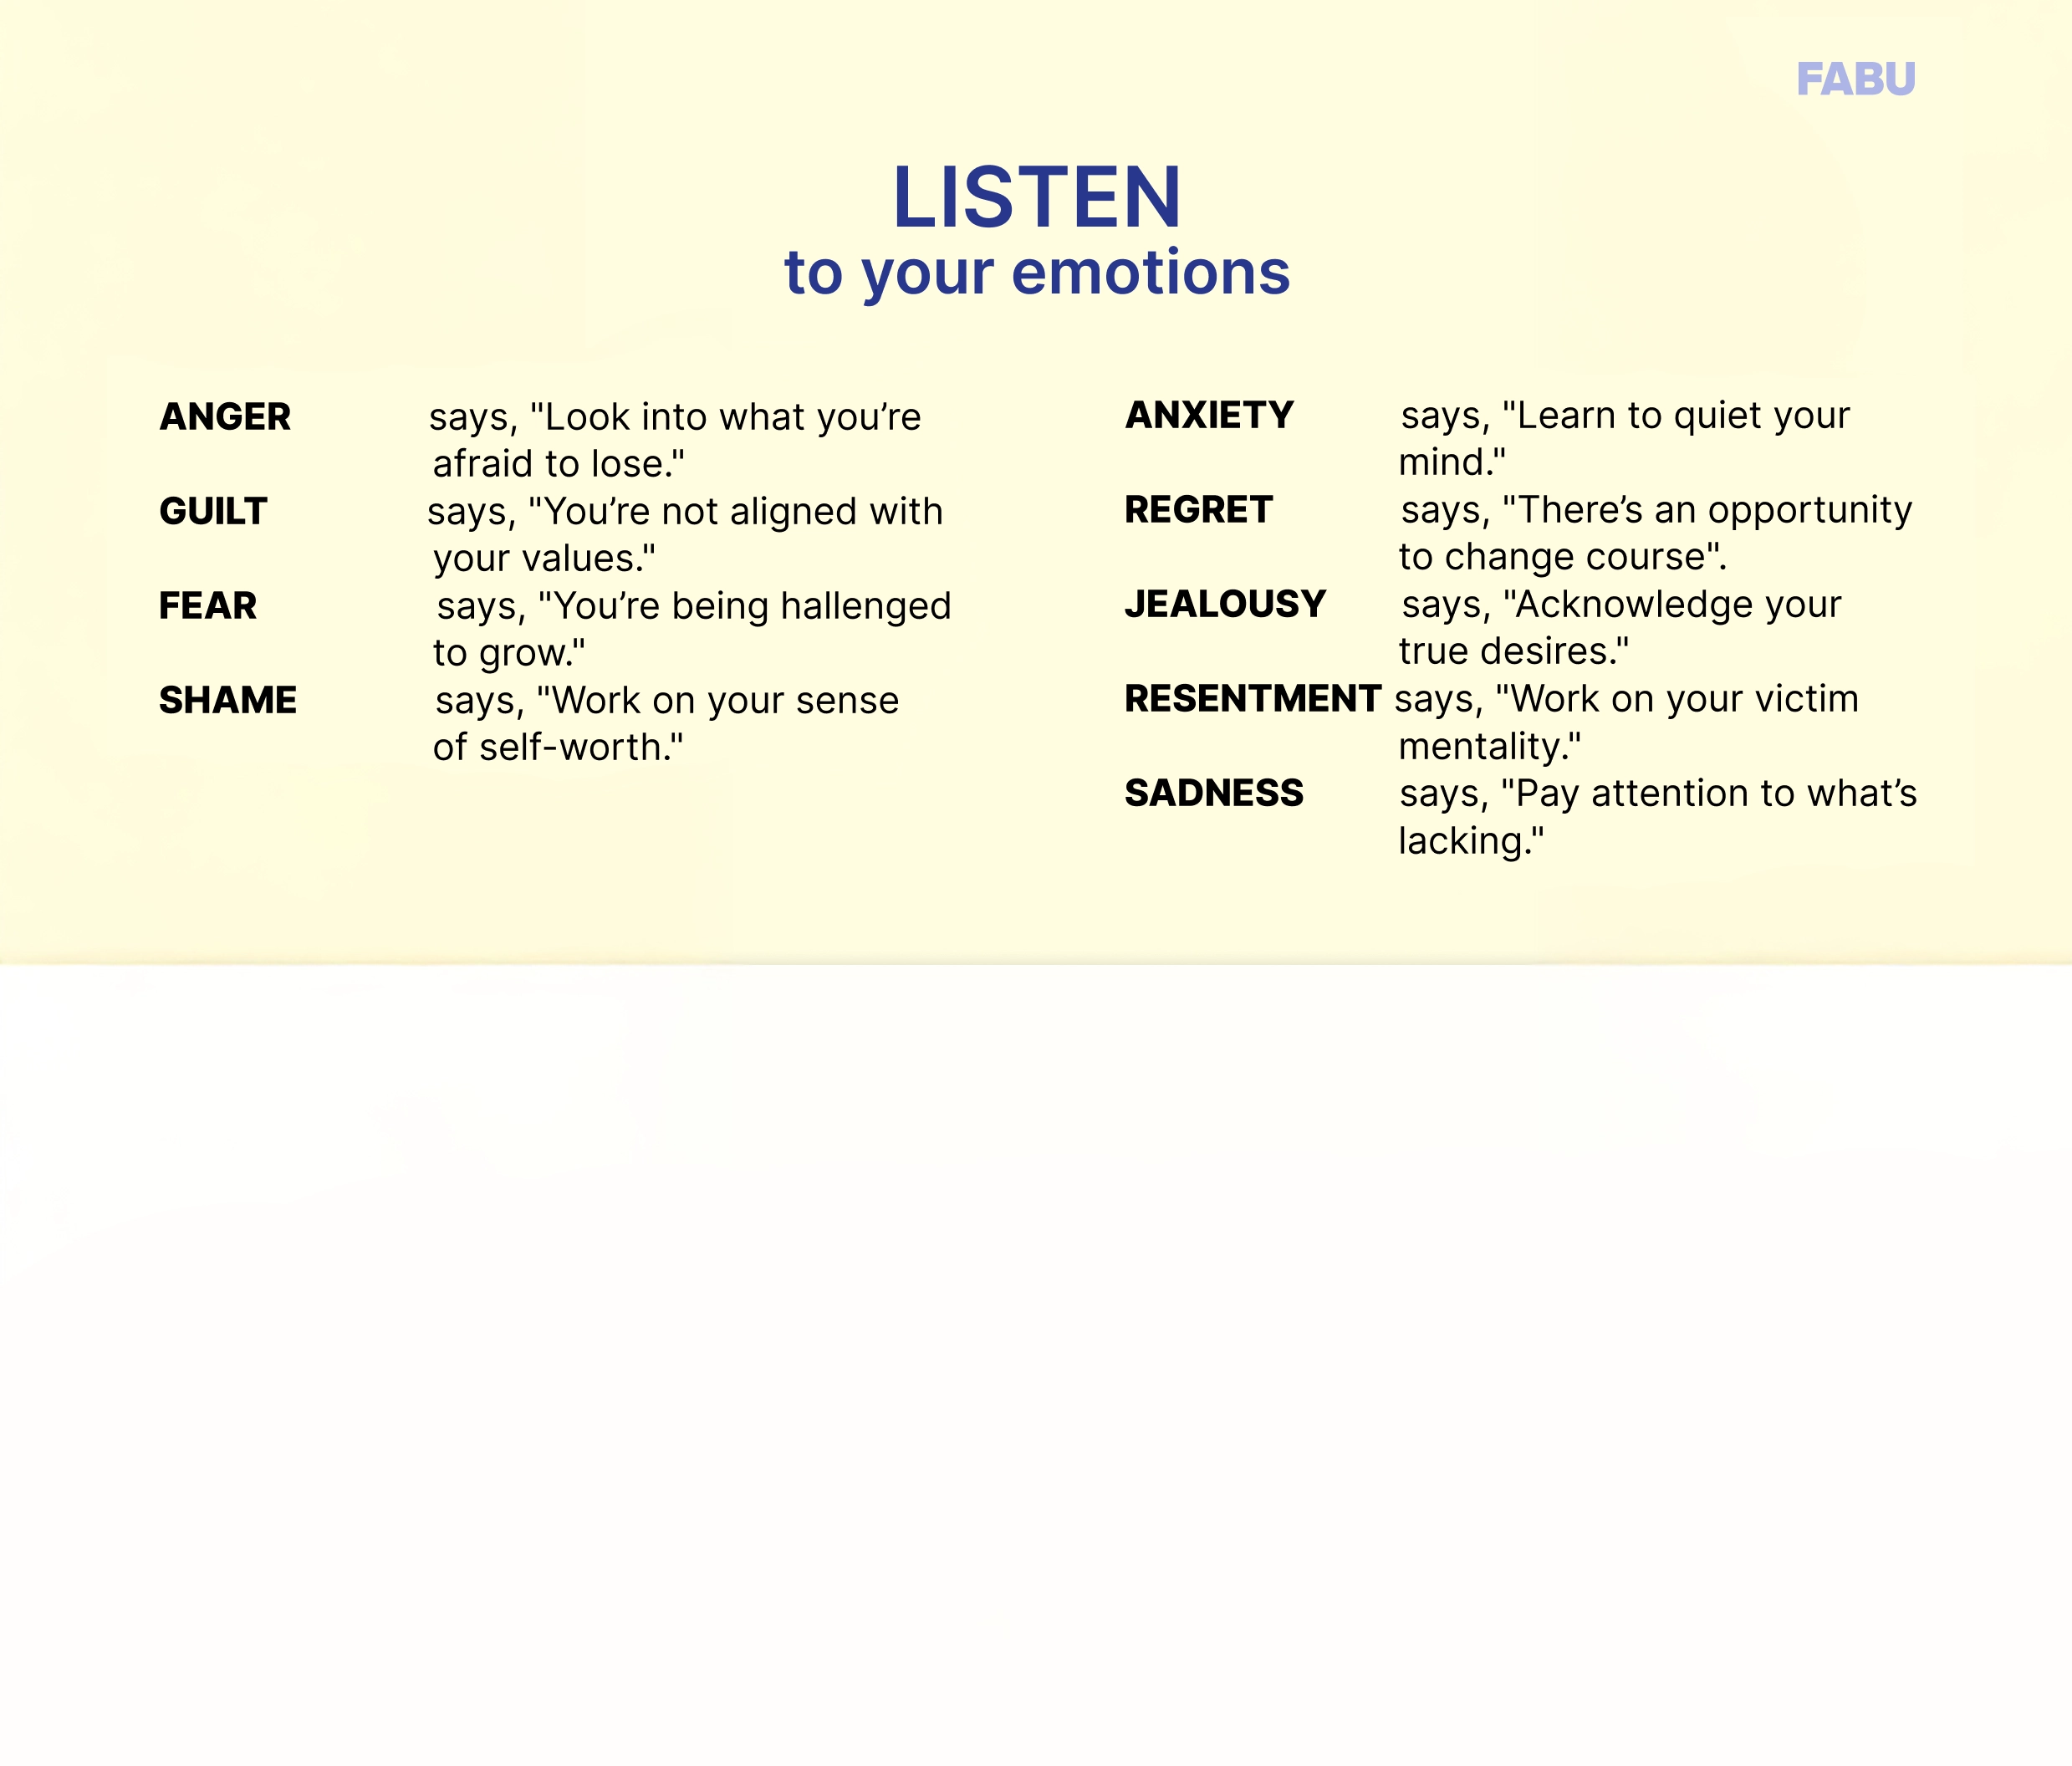 FABU
LISTEN
to your emotions
ANGER says, "Look into what you’re
afraid to lose."
GUILT says, "You’re not aligned with
your values."
FEAR says, "You’re being hallenged
to grow."
SHAME says, "Work on your sense
of self-worth."
ANXIETY says, "Learn to quiet your
mind."
REGRET says, "There’s an opportunity
to change course".
JEALOUSY says, "Acknowledge your
true desires."
RESENTMENT says, "Work on your victim
mentality."
SADNESS says, "Pay attention to what’s
lacking."